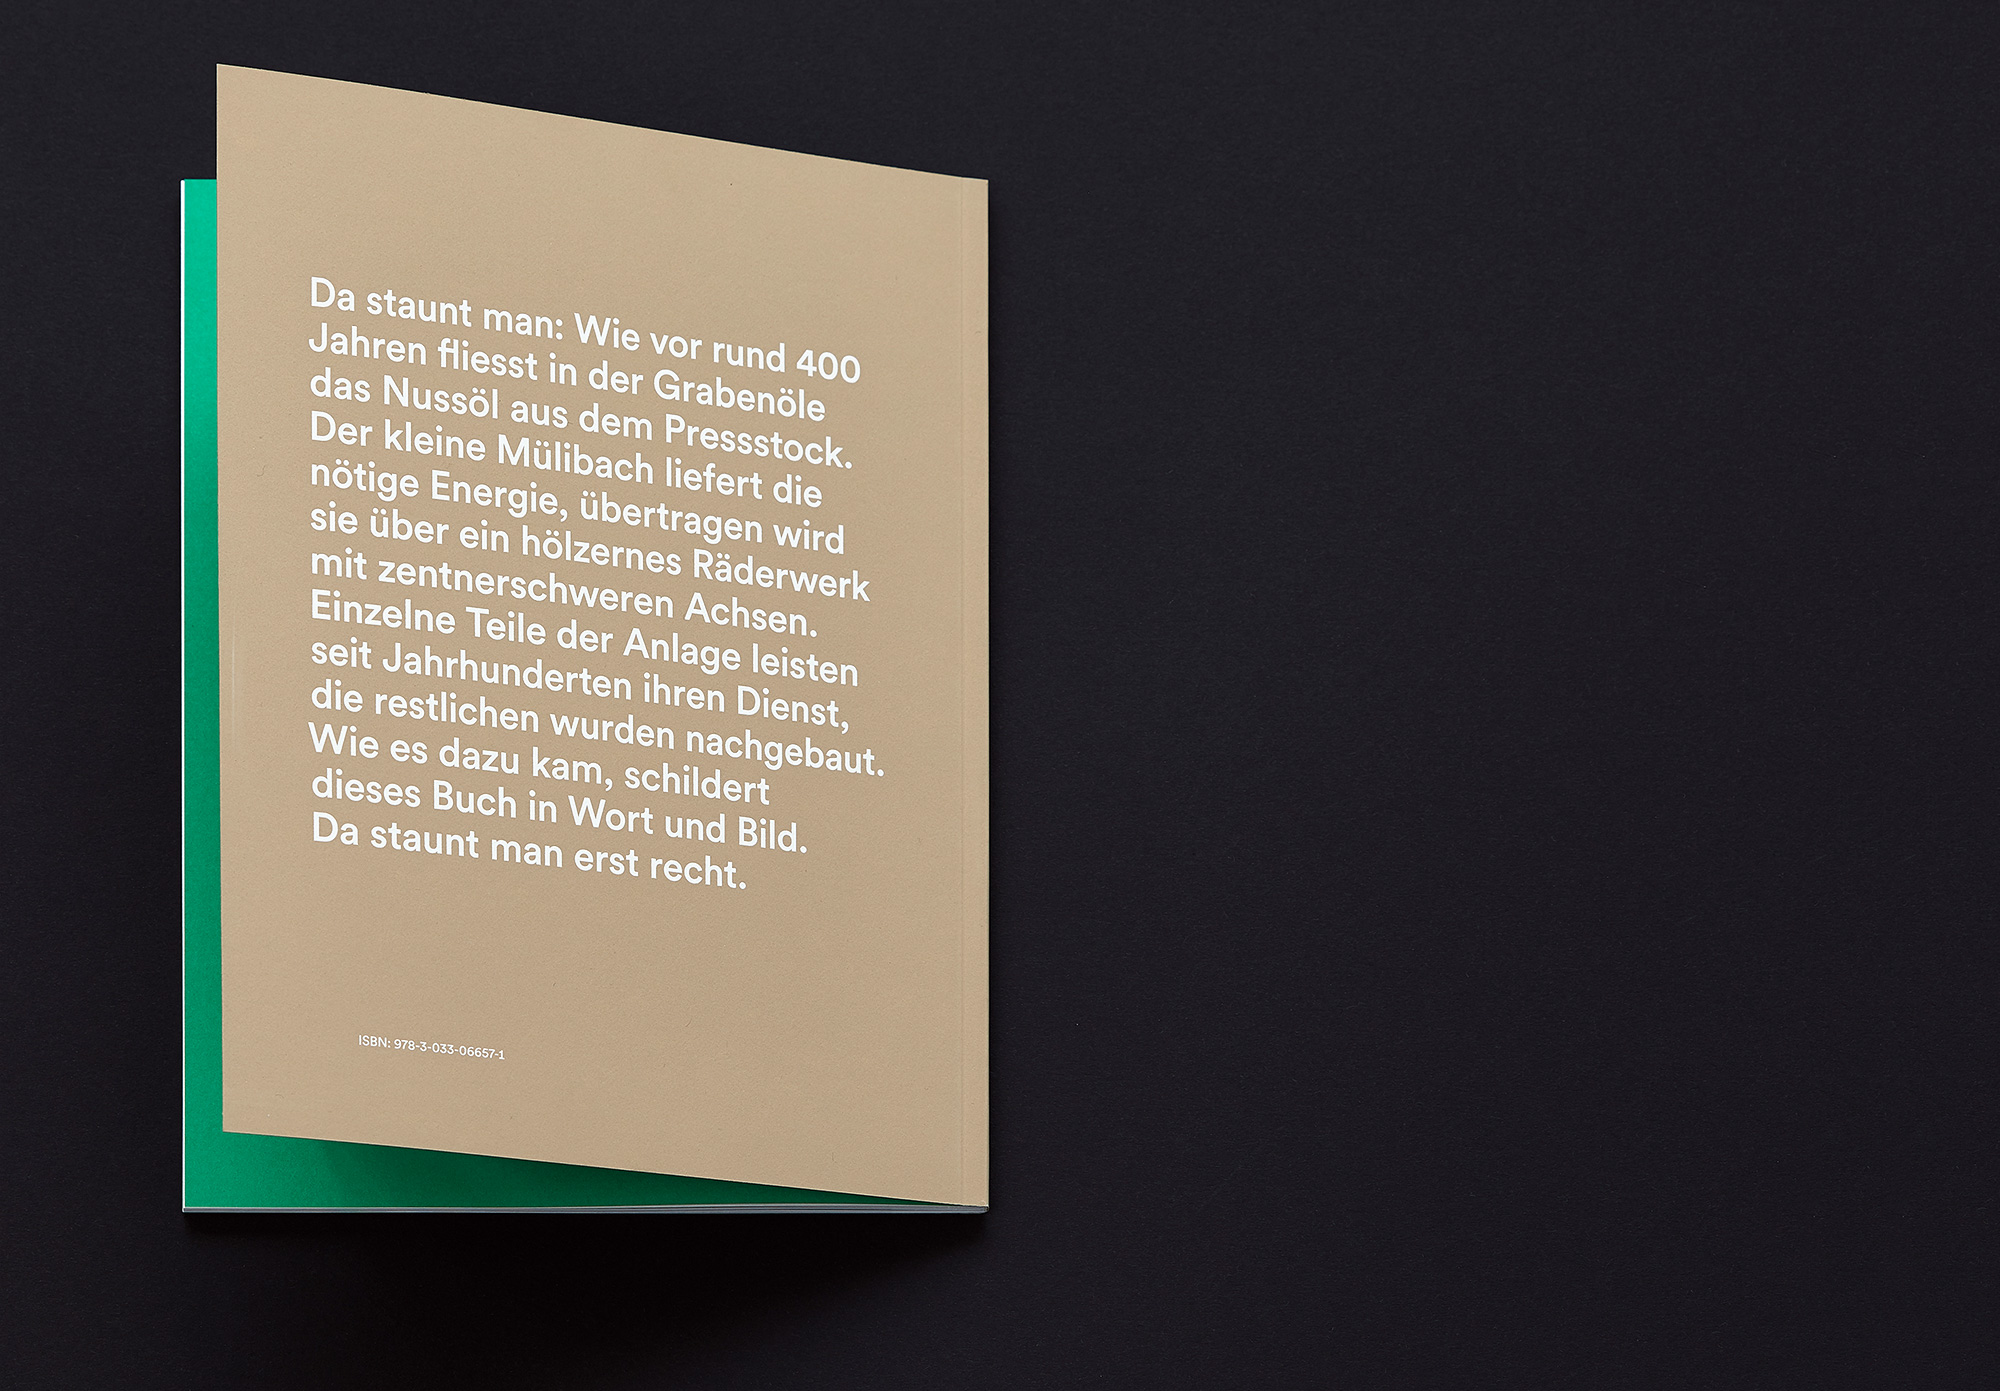 Da staunt man: Wie vor rund 400
Jahren fliesst in der Grabenöle
das Nussöl aus dem Pressstock.
Der kleine Mülibach liefert die
nötige Energie, übertragen wird
sie über ein hölzernes Räderwerk
mit zentnerschweren Achsen.
Einzelne Teile der Anlage leisten
seit Jahrhunderten ihren Dienst,
die restlichen wurden nachgebaut.
Wie es dazu kam, schildert
dieses Buch in Wort und Bild.
Da staunt man erst recht.
ISBN: 978-3-033-06657-1